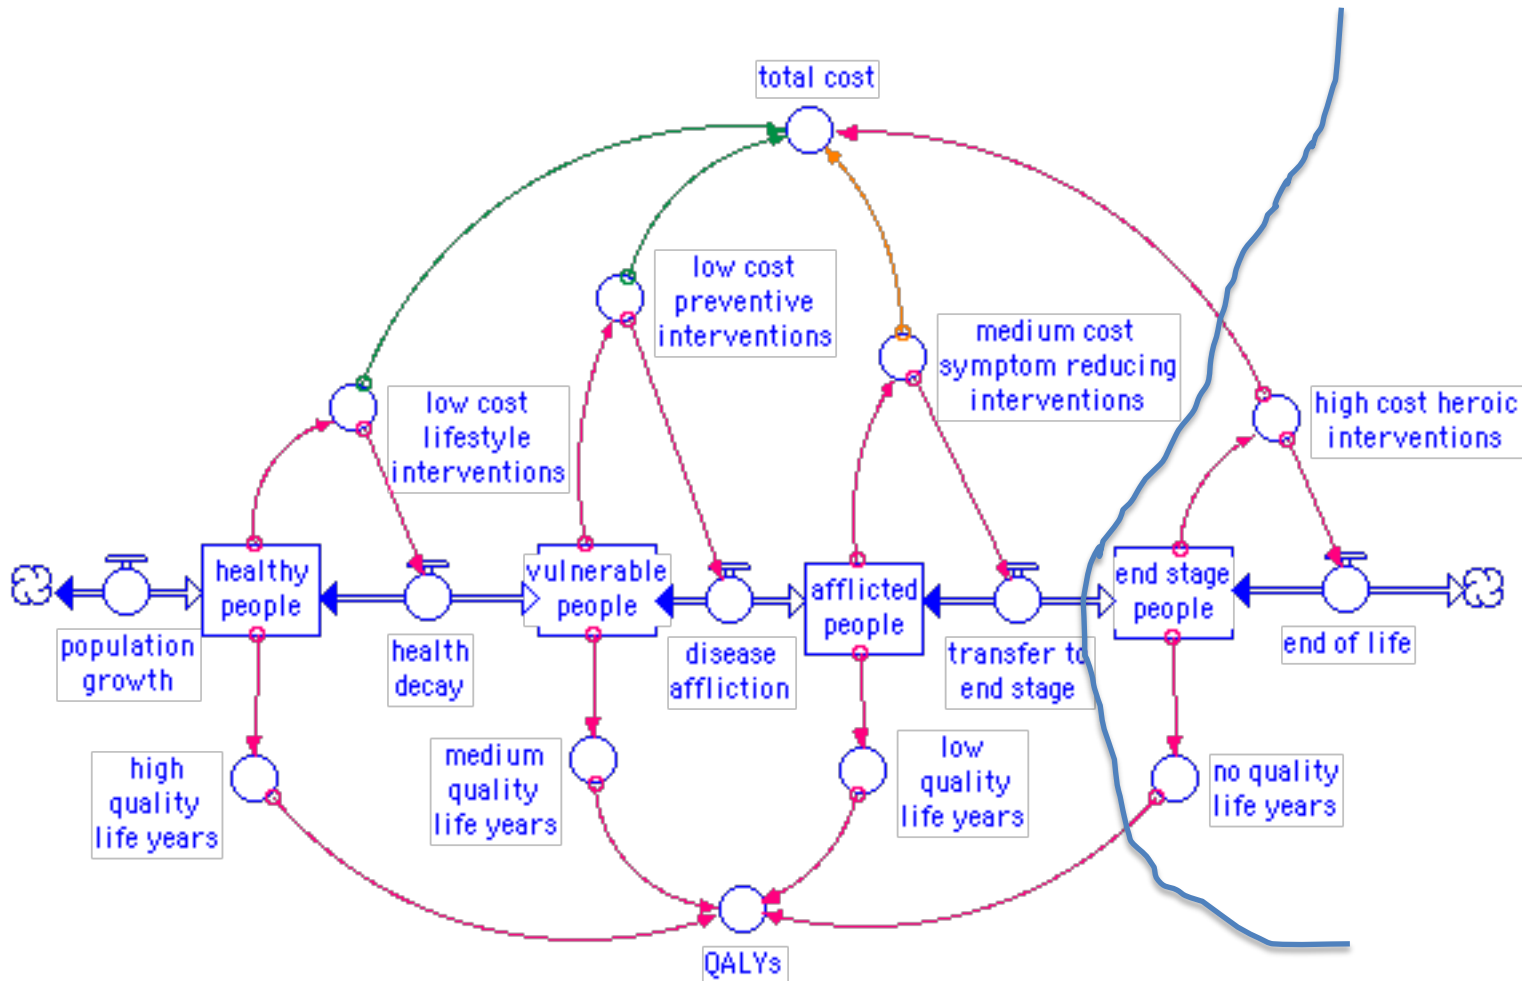 total cost
low cost
preventive
interventions
medium cost
symptom reducing
interventions
low cost
lifestyle
interventions
high cost heroic
interventions
healthy
people
vulnerable
people
afflicted
people
end stage
people
population
growth
health
decay
disease
affliction
transfer to
end stage
end of life
high
quality
life years
medium
quality
life years
low
quality
life years
no quality
life years
QALYs